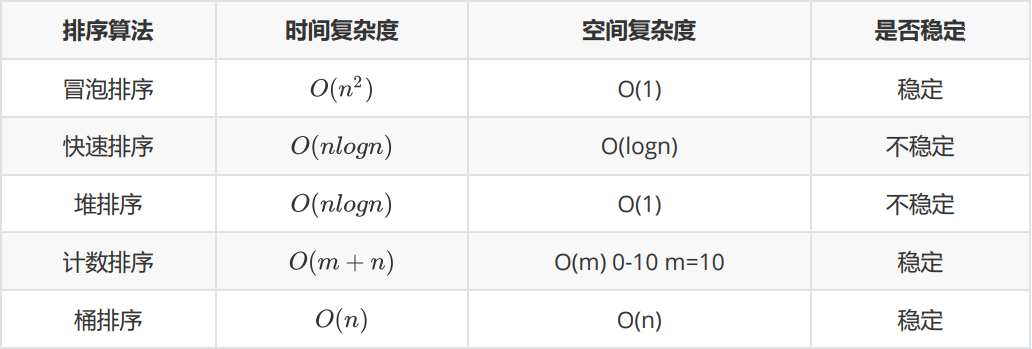 排序算法 时间复杂度 空间复杂度 是否稳定
冒泡排序 O(n²) O(1) 稳定
快速排序 O(nlogn) O(logn) 不稳定
堆排序 O(nlogn) O(1) 不稳定
计数排序 O(m + n) O(m) 0-10 m=10 稳定
桶排序 O(n) O(n) 稳定